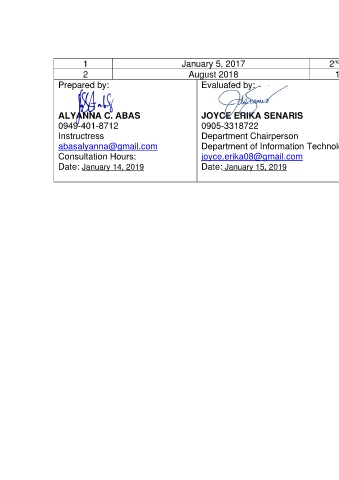 1 January 5, 2017 2nd
2 August 2018 1
Prepared by:
ALYANNA C. ABAS
0949-401-8712
Instructress
abasalyanna@gmail.com
Consultation Hours:
Date: January 14, 2019
Evaluated by:
JOYCE ERIKA SENARIS
0905-3318722
Department Chairperson
Department of Information Technol
joyce.erika08@gmail.com
Date: January 15, 2019